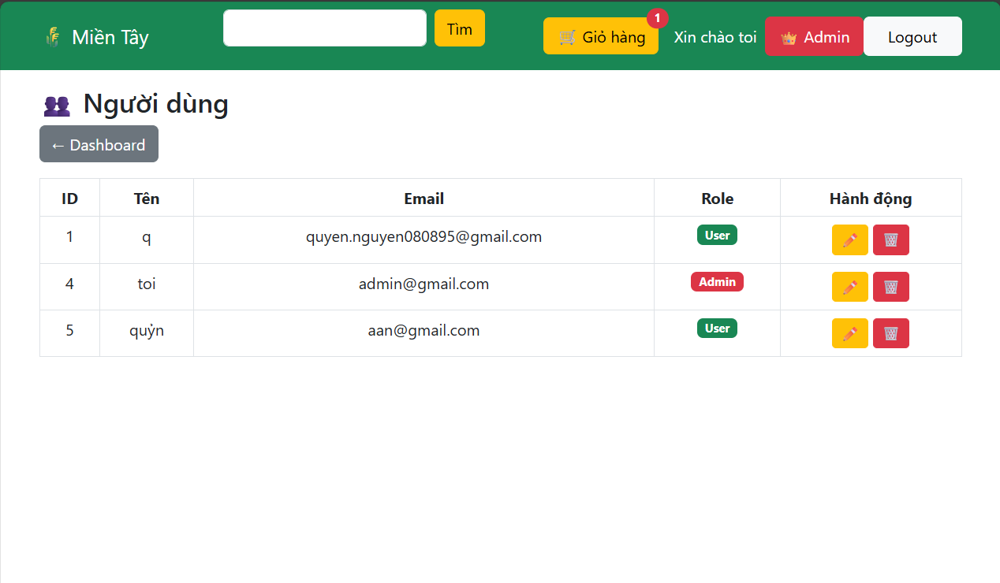 Miền Tây
Tìm
Giỏ hàng
1
Xin chào toi
Admin
Logout
Người dùng
← Dashboard
ID Tên Email Role Hành động
1 q quyen.nguyen080895@gmail.com User
4 toi admin@gmail.com Admin
5 quỷn aan@gmail.com User